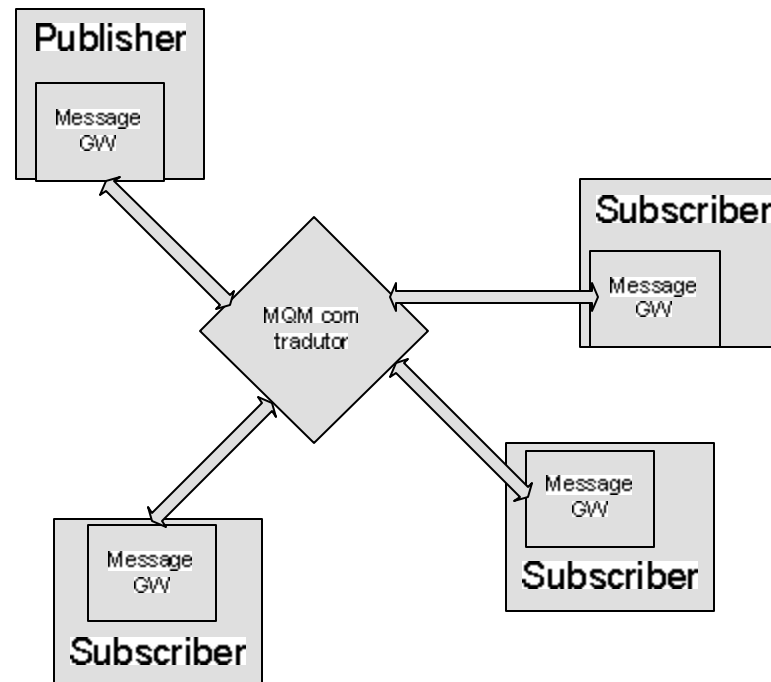 Publisher
Message
GW
Subscriber
Message
GW
MQM com
tradutor
Message
GW
Subscriber
Message
GW
Subscriber